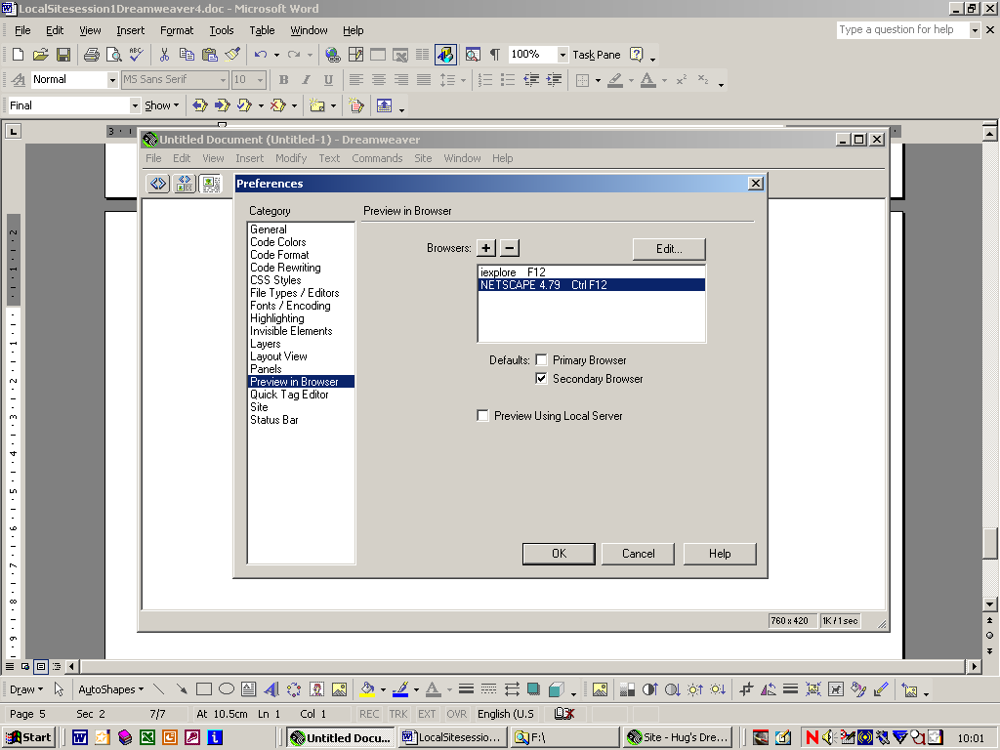 LocalSitesession1Dreamweaver4.doc - Microsoft Word
File Edit View Insert Format Tools Table Window Help
Type a question for help
100% Task Pane
Normal MS Sans Serif 10 B I U
Final Show
Untitled Document (Untitled-1) - Dreamweaver
File Edit View Insert Modify Text Commands Site Window Help
Preferences
Category
General
Code Colors
Code Format
Code Rewriting
CSS Styles
File Types / Editors
Fonts / Encoding
Highlighting
Invisible Elements
Layers
Layout View
Panels
Preview in Browser
Quick Tag Editor
Site
Status Bar
Preview in Browser
Browsers: + − Edit...
iexplore F12
NETSCAPE 4.79 Ctrl F12
Defaults: Primary Browser
Secondary Browser
Preview Using Local Server
OK Cancel Help
760 x 420 1K / 1 sec
Draw AutoShapes
Page 5 Sec 2 7/7 At 10.5cm Ln 1 Col 1 REC TRK EXT OVR English (U.S
Start Untitled Docu... LocalSitesessio... F:\ Site - Hug's Dre... 10:01